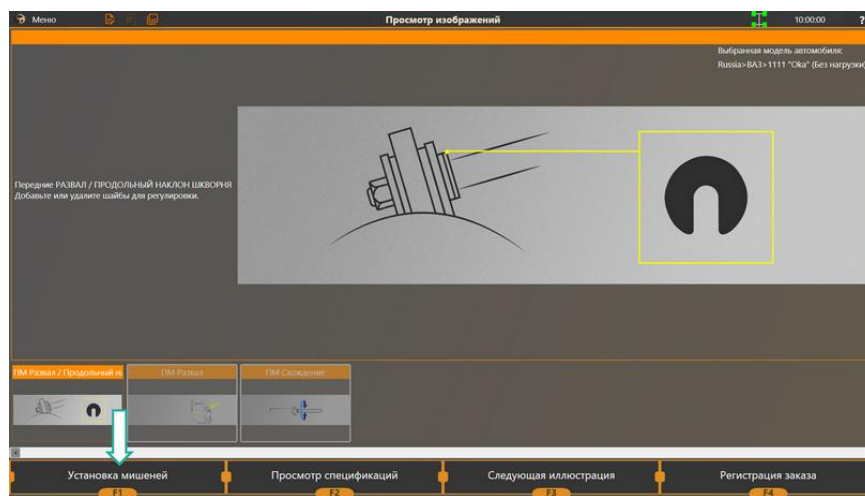 Меню
Просмотр изображений
10:00:00
?
Выбранная модель автомобиля:
Russia>ВАЗ>1111 "Oka" (Без нагрузки)
Передние РАЗВАЛ / ПРОДОЛЬНЫЙ НАКЛОН ШКВОРНЯ
Добавьте или удалите шайбы для регулировки.
ПМ Развал / Продольный на
ПМ Развал
ПМ Схождение
Установка мишеней
Просмотр спецификаций
Следующая иллюстрация
Регистрация заказа
F1
F2
F3
F4